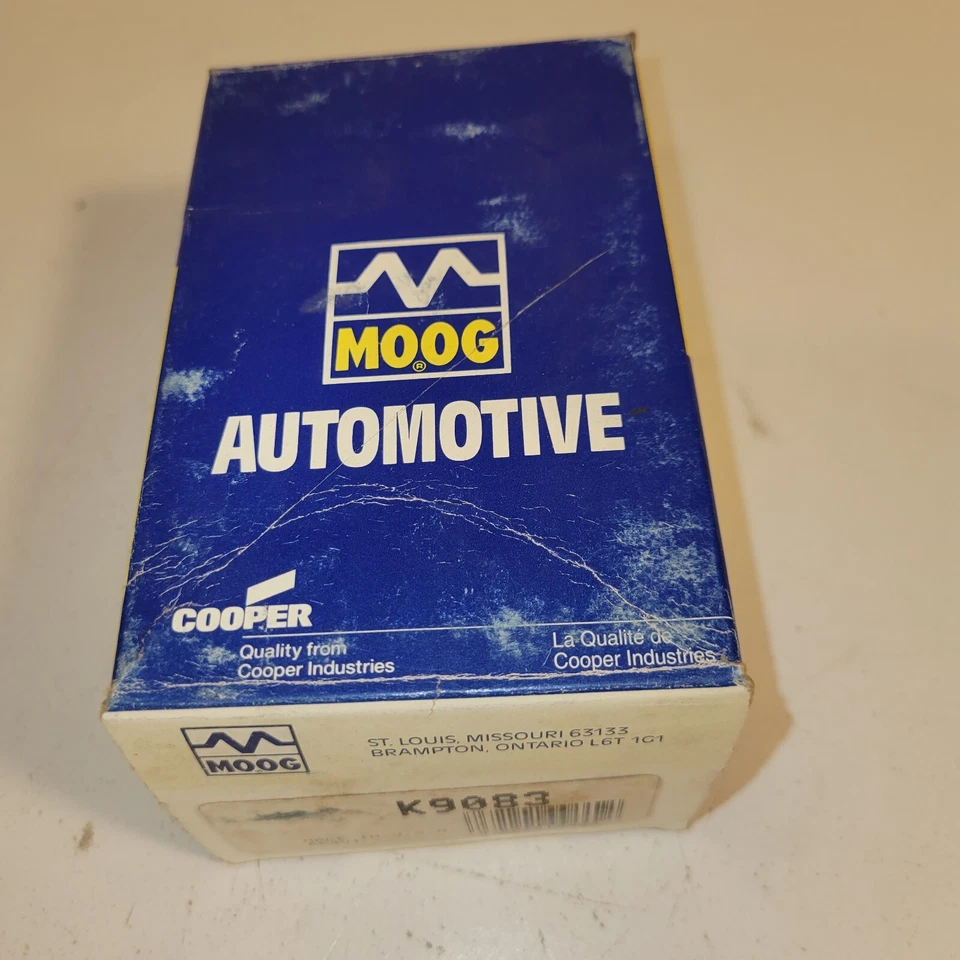 MOOG®
AUTOMOTIVE
COOPER
Quality from
Cooper Industries
La Qualité de
Cooper Industries
MOOG
ST. LOUIS, MISSOURI 63133
BRAMPTON, ONTARIO L6T 1G1
K9083